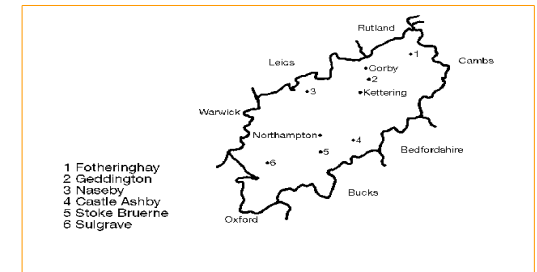 Rutland
Leics
1
Cambs
Corby
2
3
Kettering
Warwick
Northampton
4
5
Bedfordshire
6
1 Fotheringhay
2 Geddington
3 Naseby
4 Castle Ashby
5 Stoke Bruerne
6 Sulgrave
Bucks
Oxford